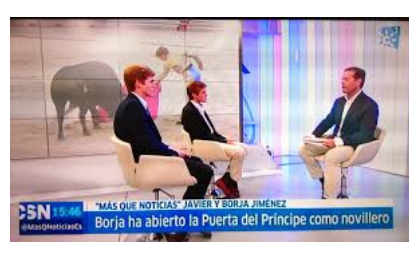 CSN 15:46
@MasQNoticiasCs
"MÁS QUE NOTICIAS" JAVIER Y BORJA JIMÉNEZ
Borja ha abierto la Puerta del Príncipe como novillero